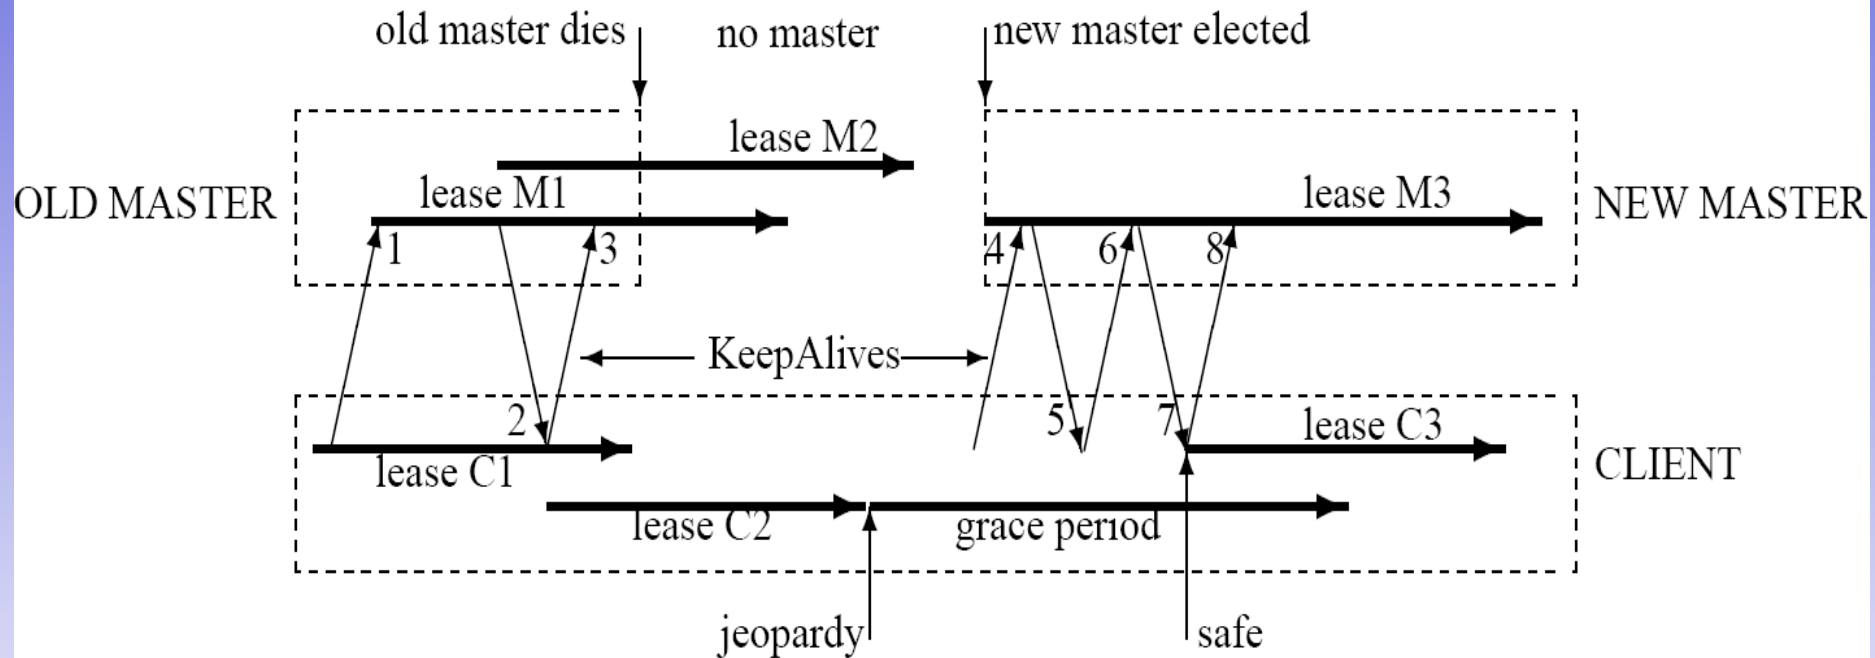 old master dies
no master
new master elected
lease M2
OLD MASTER
lease M1
lease M3
NEW MASTER
1
3
4
6
8
KeepAlives
2
5
7
lease C3
lease C1
CLIENT
lease C2
grace period
jeopardy
safe